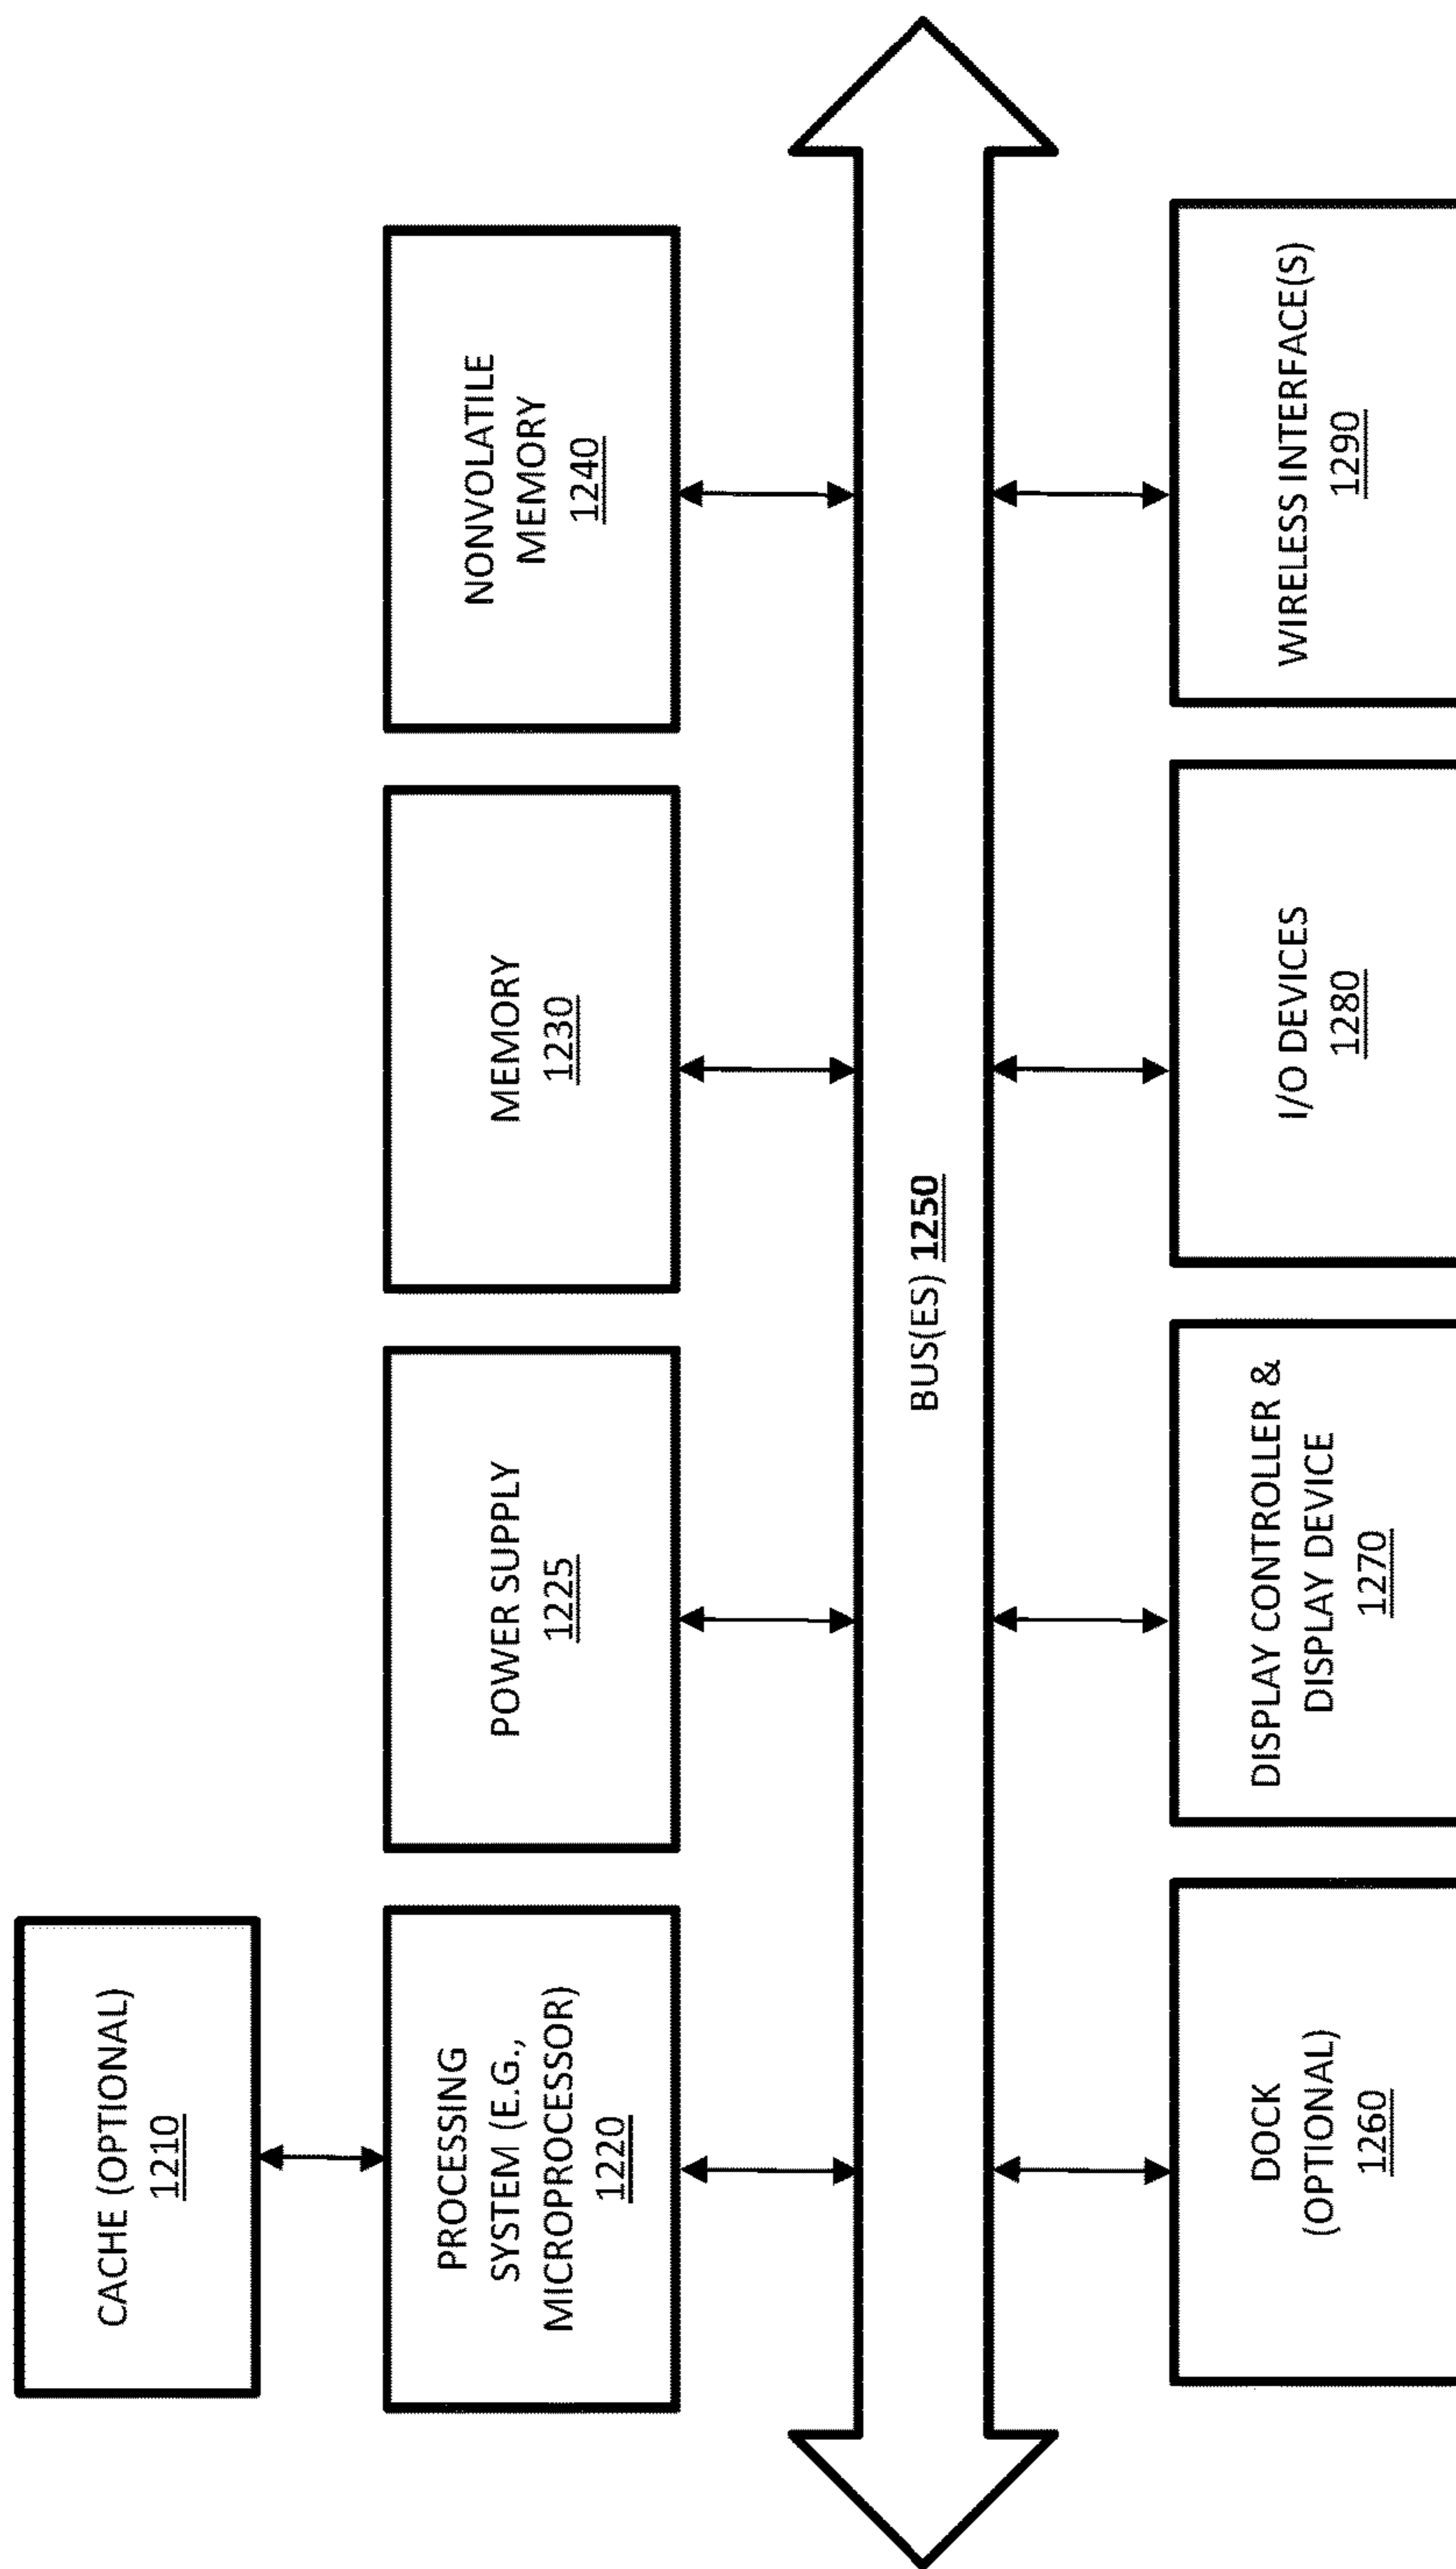 CACHE (OPTIONAL)
1210
PROCESSING
SYSTEM (E.G.,
MICROPROCESSOR)
1220
POWER SUPPLY
1225
MEMORY
1230
NONVOLATILE
MEMORY
1240
BUS(ES) 1250
DOCK
(OPTIONAL)
1260
DISPLAY CONTROLLER &
DISPLAY DEVICE
1270
I/O DEVICES
1280
WIRELESS INTERFACE(S)
1290